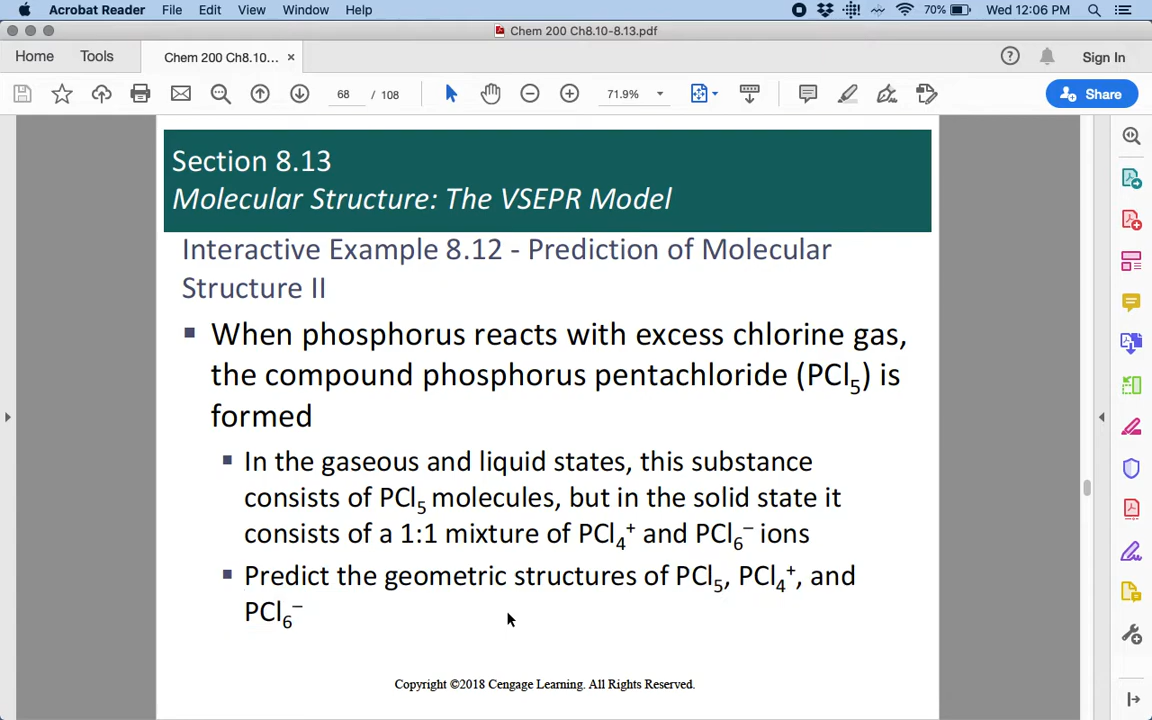 Acrobat Reader File Edit View Window Help 70% Wed 12:06 PM
Chem 200 Ch8.10-8.13.pdf
Home Tools Chem 200 Ch8.10... × Sign In
68 / 108 71.9% Share
Section 8.13
Molecular Structure: The VSEPR Model
Interactive Example 8.12 - Prediction of Molecular
Structure II
When phosphorus reacts with excess chlorine gas,
the compound phosphorus pentachloride (PCl₅) is
formed
In the gaseous and liquid states, this substance
consists of PCl₅ molecules, but in the solid state it
consists of a 1:1 mixture of PCl₄⁺ and PCl₆⁻ ions
Predict the geometric structures of PCl₅, PCl₄⁺, and
PCl₆⁻
Copyright ©2018 Cengage Learning. All Rights Reserved.